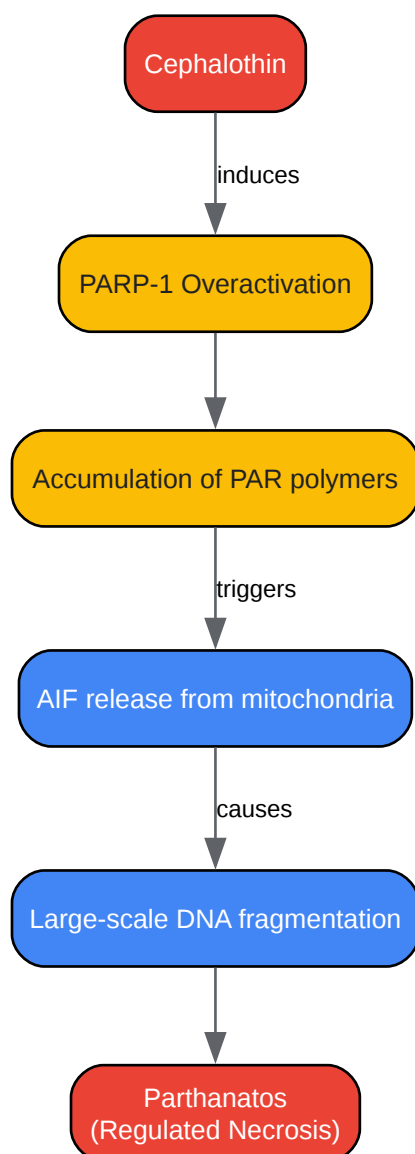 Cephalothin
induces
PARP-1 Overactivation
Accumulation of PAR polymers
triggers
AIF release from mitochondria
causes
Large-scale DNA fragmentation
Parthanatos
(Regulated Necrosis)